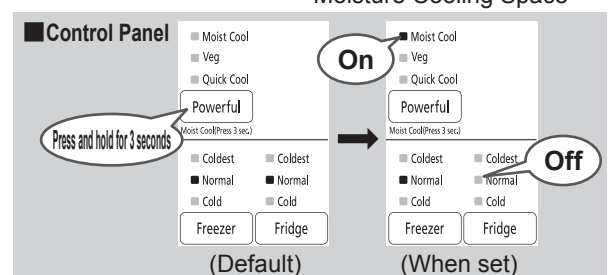 Moisture Cooling Space
■Control Panel
Moist Cool
Veg
Quick Cool
Powerful
Moist Cool(Press 3 sec.)
Press and hold for 3 seconds
Coldest
Normal
Cold
Coldest
Normal
Cold
Freezer
Fridge
(Default)
On
Moist Cool
Veg
Quick Cool
Powerful
Moist Cool(Press 3 sec.)
Coldest
Normal
Cold
Coldest
Normal
Cold
Off
Freezer
Fridge
(When set)